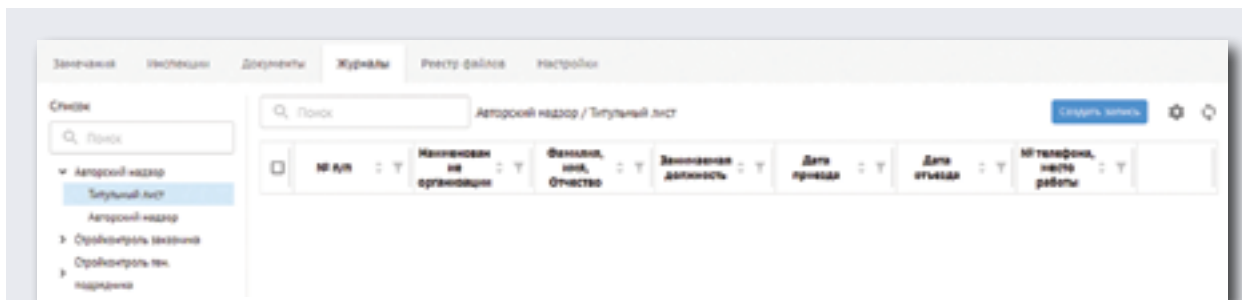 Замечания Инспекции Документы Журналы Реестр файлов Настройки
Список
Поиск
Авторский надзор
Титульный лист
Авторский надзор
Стройконтроль заказчика
Стройконтроль ген.
подрядчика
Поиск
Авторский надзор / Титульный лист
Создать запись
№ п/п
Наименован
ие
организации
Фамилия,
имя,
Отчество
Занимаемая
должность
Дата
приезда
Дата
отъезда
№ телефона,
место
работы